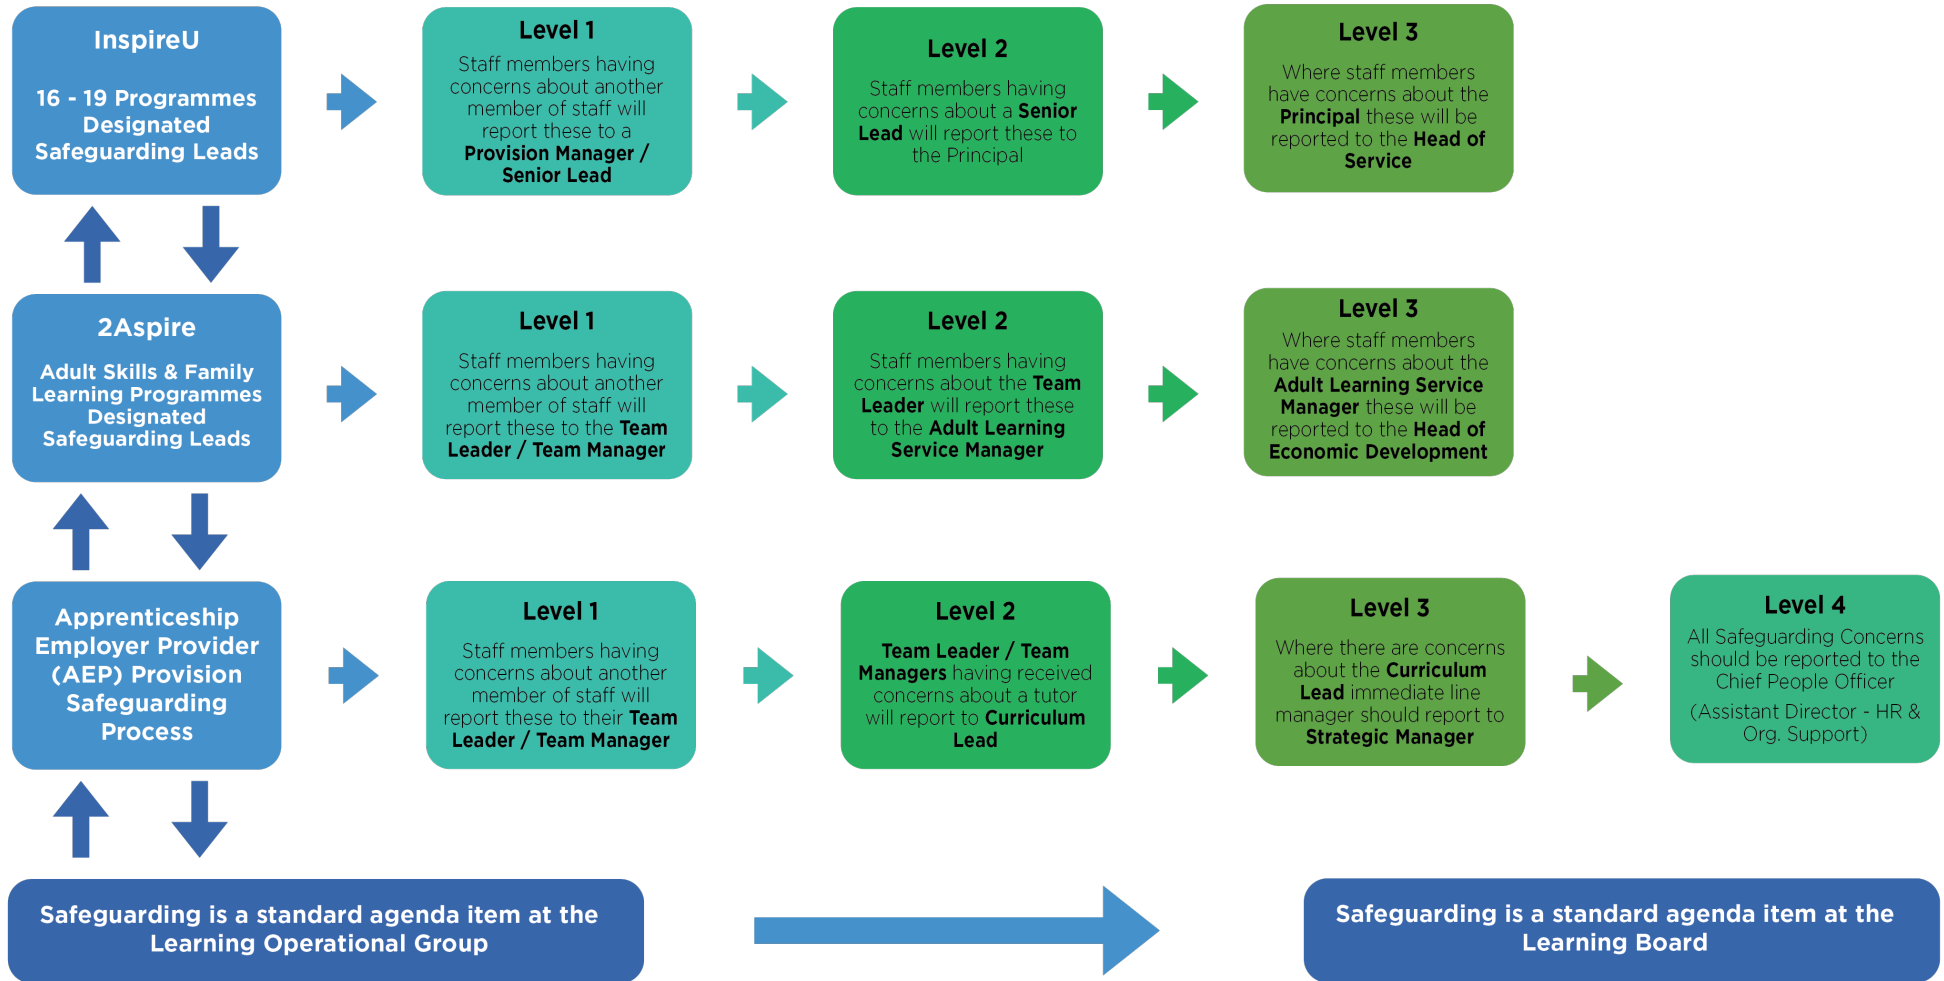 InspireU
16 - 19 Programmes
Designated
Safeguarding Leads
Level 1
Staff members having
concerns about another
member of staff will
report these to a
Provision Manager /
Senior Lead
Level 2
Staff members having
concerns about a Senior
Lead will report these to
the Principal
Level 3
Where staff members
have concerns about the
Principal these will be
reported to the Head of
Service
2Aspire
Adult Skills & Family
Learning Programmes
Designated
Safeguarding Leads
Level 1
Staff members having
concerns about another
member of staff will
report these to the Team
Leader / Team Manager
Level 2
Staff members having
concerns about the Team
Leader will report these
to the Adult Learning
Service Manager
Level 3
Where staff members
have concerns about the
Adult Learning Service
Manager these will be
reported to the Head of
Economic Development
Apprenticeship
Employer Provider
(AEP) Provision
Safeguarding
Process
Level 1
Staff members having
concerns about another
member of staff will
report these to their Team
Leader / Team Manager
Level 2
Team Leader / Team
Managers having received
concerns about a tutor
will report to Curriculum
Lead
Level 3
Where there are concerns
about the Curriculum
Lead immediate line
manager should report to
Strategic Manager
Level 4
All Safeguarding Concerns
should be reported to the
Chief People Officer
(Assistant Director - HR &
Org. Support)
Safeguarding is a standard agenda item at the
Learning Operational Group
Safeguarding is a standard agenda item at the
Learning Board